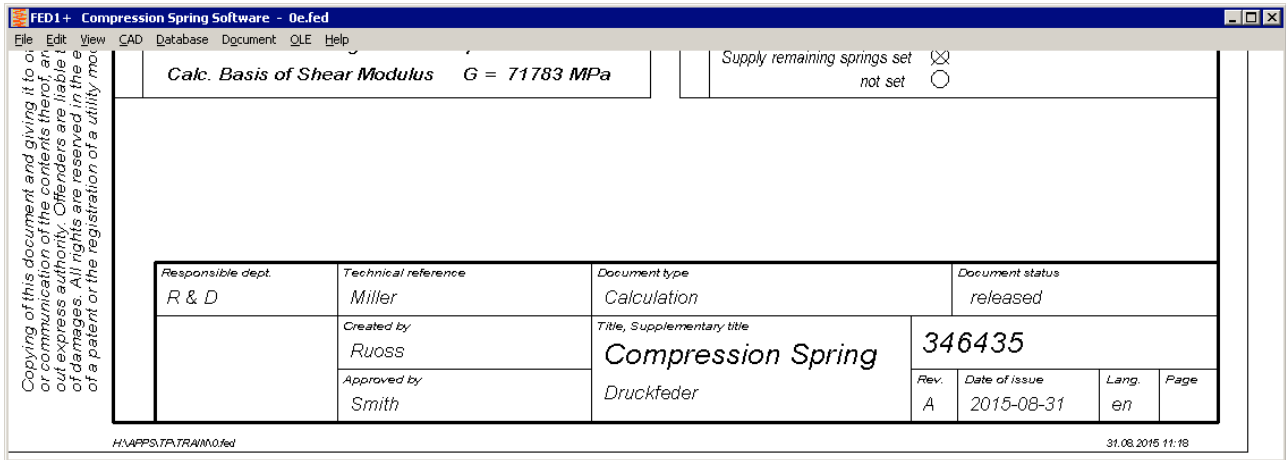 FED1+ Compression Spring Software - 0e.fed
File Edit View CAD Database Document OLE Help
Calc. Basis of Shear Modulus G = 71783 MPa
Supply remaining springs set
not set
Copying of this document and giving it to
or communication of the contents therof,
out express authority. Offenders are liable
of damages. All rights are reserved in the
of a patent or the registration of a utility
Responsible dept.
R & D
Technical reference
Miller
Document type
Calculation
Document status
released
Created by
Ruoss
Title, Supplementary title
Compression Spring
Druckfeder
346435
Approved by
Smith
Rev.
A
Date of issue
2015-08-31
Lang.
en
Page
H:\APPS\TP\TRAIN\0.fed
31.08.2015 11:18